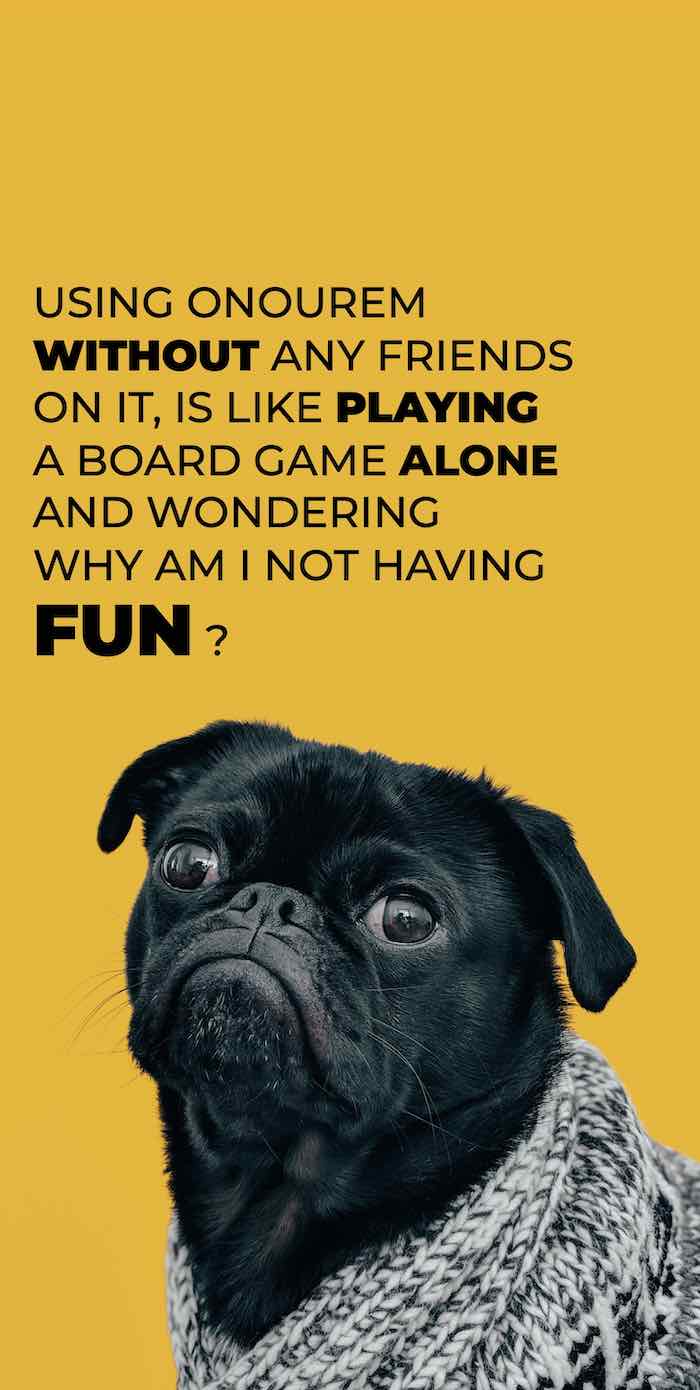 USING ONOUREM
WITHOUT ANY FRIENDS
ON IT, IS LIKE PLAYING
A BOARD GAME ALONE
AND WONDERING
WHY AM I NOT HAVING
FUN ?